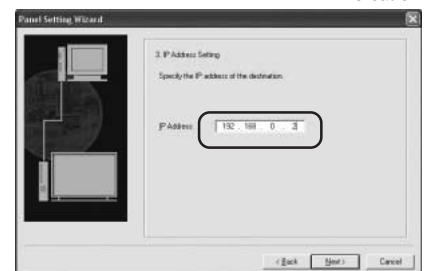 Panel Setting Wizard
3. IP Address Setting
Specify the IP address of the destination.
IP Address:
192 . 168 . 0 . 2
< Back
Next >
Cancel